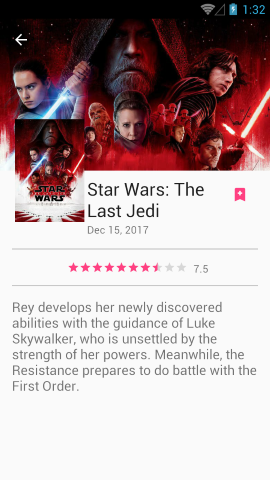 1:32
STAR WARS
Star Wars: The
Last Jedi
Dec 15, 2017
7.5
Rey develops her newly discovered
abilities with the guidance of Luke
Skywalker, who is unsettled by the
strength of her powers. Meanwhile, the
Resistance prepares to do battle with the
First Order.